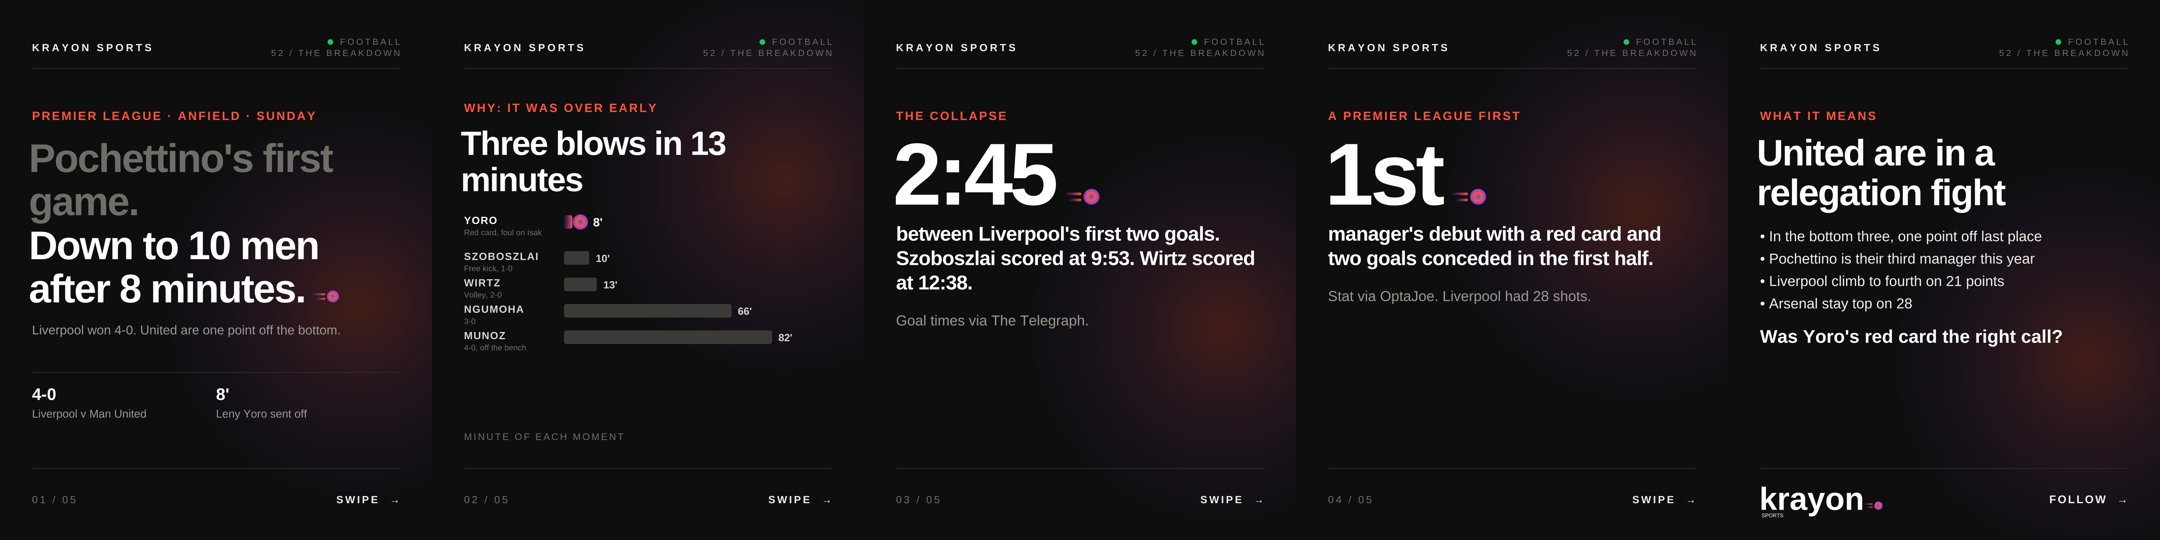 KRAYON SPORTS
FOOTBALL
52 / THE BREAKDOWN
PREMIER LEAGUE · ANFIELD · SUNDAY
Pochettino's first
game.
Down to 10 men
after 8 minutes.
Liverpool won 4-0. United are one point off the bottom.
4-0
Liverpool v Man United
8'
Leny Yoro sent off
01 / 05
SWIPE →
KRAYON SPORTS
FOOTBALL
52 / THE BREAKDOWN
WHY: IT WAS OVER EARLY
Three blows in 13
minutes
YORO
Red card, foul on Isak
8'
SZOBOSZLAI
Free kick, 1-0
10'
WIRTZ
Volley, 2-0
13'
NGUMOHA
3-0
66'
MUNOZ
4-0, off the bench
82'
MINUTE OF EACH MOMENT
02 / 05
SWIPE →
KRAYON SPORTS
FOOTBALL
52 / THE BREAKDOWN
THE COLLAPSE
2:45
between Liverpool's first two goals.
Szoboszlai scored at 9:53. Wirtz scored
at 12:38.
Goal times via The Telegraph.
03 / 05
SWIPE →
KRAYON SPORTS
FOOTBALL
52 / THE BREAKDOWN
A PREMIER LEAGUE FIRST
1st
manager's debut with a red card and
two goals conceded in the first half.
Stat via OptaJoe. Liverpool had 28 shots.
04 / 05
SWIPE →
KRAYON SPORTS
FOOTBALL
52 / THE BREAKDOWN
WHAT IT MEANS
United are in a
relegation fight
• In the bottom three, one point off last place
• Pochettino is their third manager this year
• Liverpool climb to fourth on 21 points
• Arsenal stay top on 28
Was Yoro's red card the right call?
krayon
SPORTS
FOLLOW →